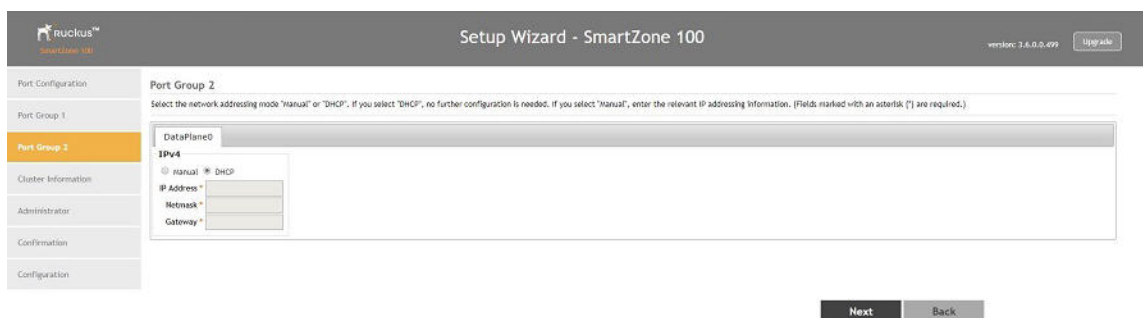 RUCKUS™
SmartZone 100
Setup Wizard - SmartZone 100
version: 3.6.0.0.499
Upgrade
Port Configuration
Port Group 1
Port Group 2
Cluster Information
Administrator
Confirmation
Configuration
Port Group 2
Select the network addressing mode "Manual" or "DHCP". If you select "DHCP", no further configuration is needed. If you select "Manual", enter the relevant IP addressing information. (Fields marked with an asterisk (*) are required.)
DataPlane0
IPv4
Manual DHCP
IP Address *
Netmask *
Gateway *
Next Back